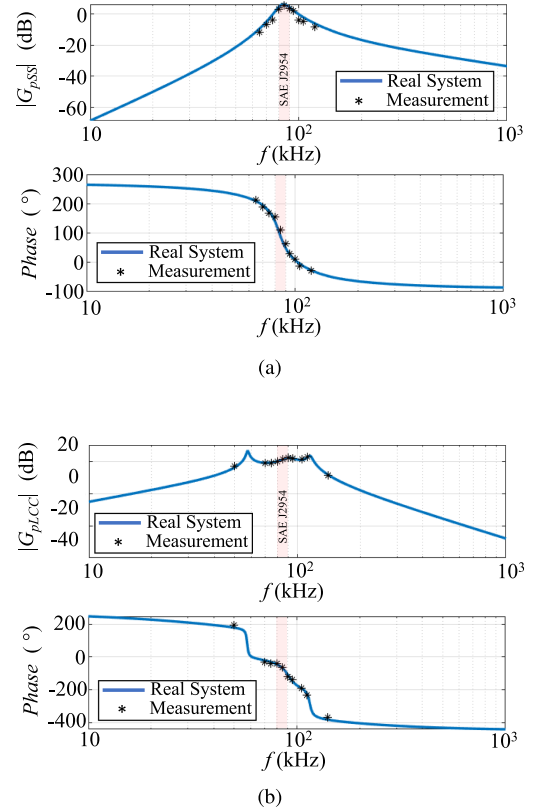 |G_pSS| (dB)
0
-20
-40
-60
SAE J2954
Real System
* Measurement
10
10^2
10^3
f (kHz)
Phase (°)
300
200
100
0
-100
Real System
* Measurement
10
10^2
10^3
f (kHz)
(a)
|G_pLCC| (dB)
20
0
-20
-40
SAE J2954
Real System
* Measurement
10
10^2
10^3
f (kHz)
Phase (°)
200
0
-200
-400
Real System
* Measurement
10
10^2
10^3
f (kHz)
(b)